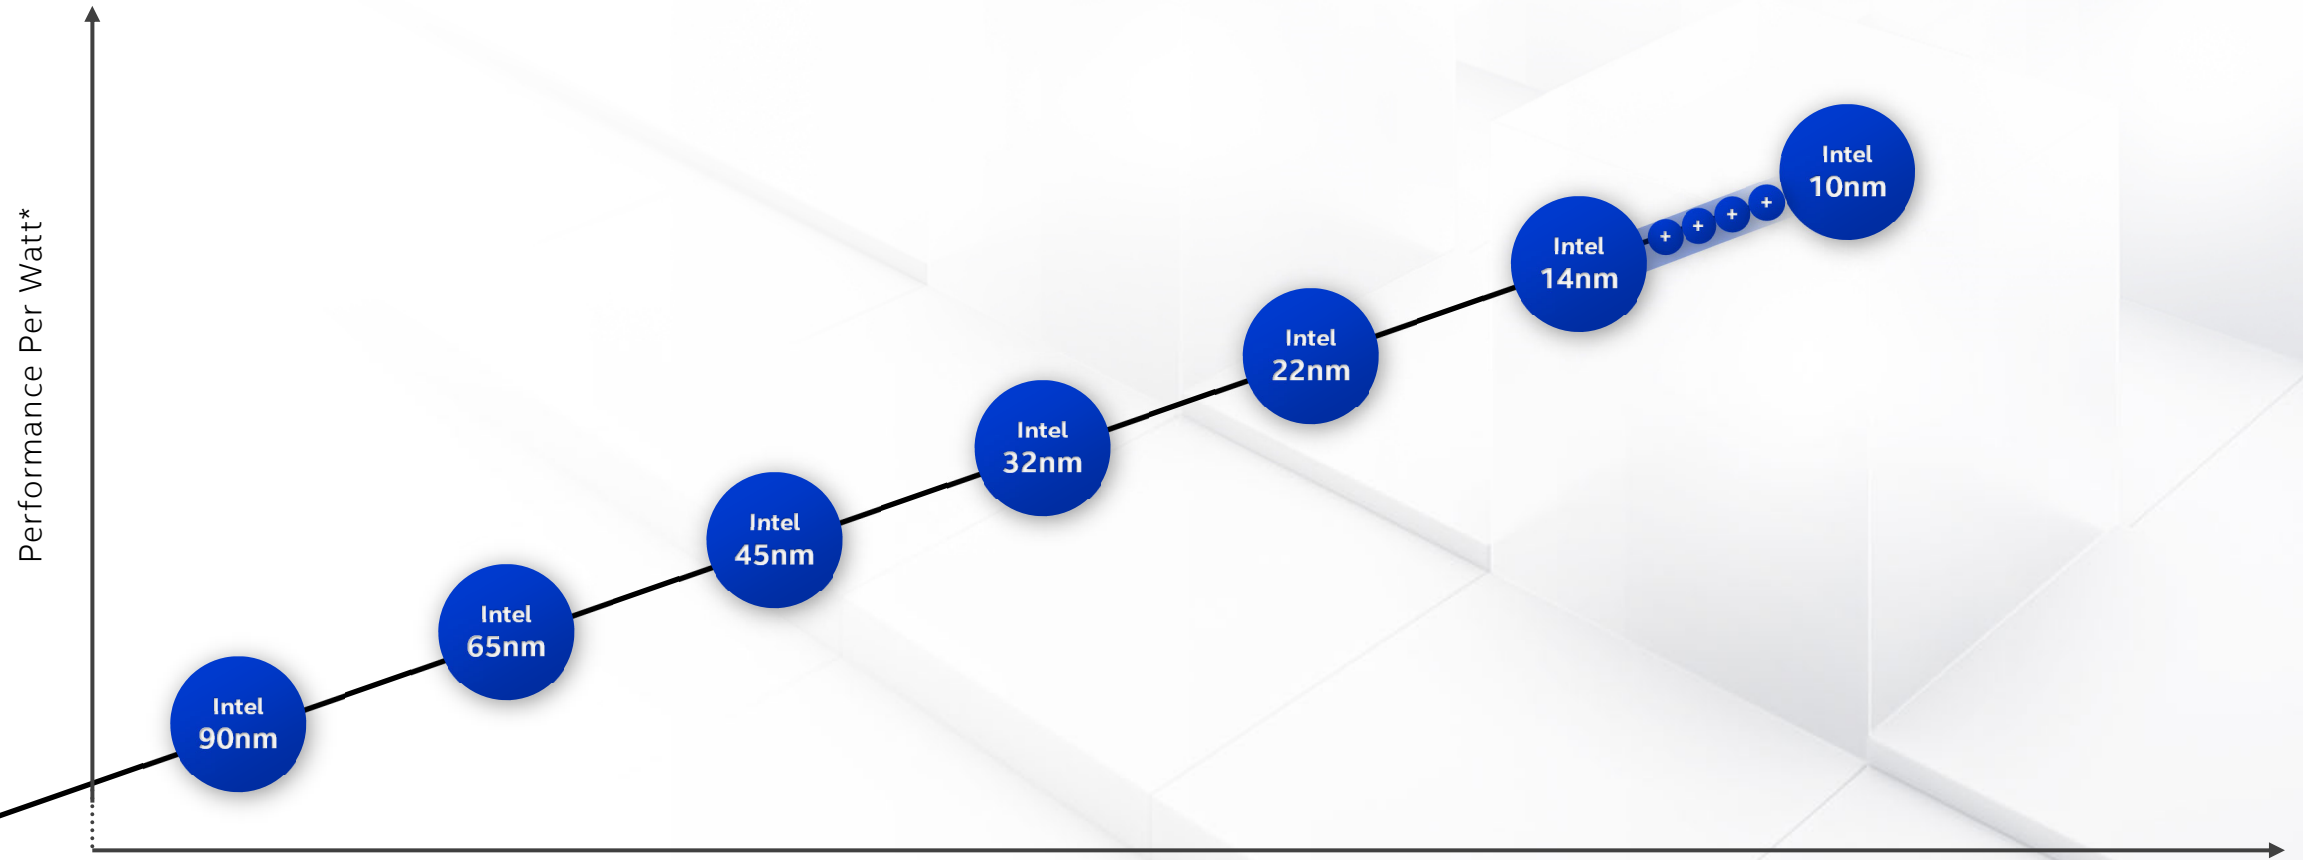 Performance Per Watt*
Intel
90nm
Intel
65nm
Intel
45nm
Intel
32nm
Intel
22nm
Intel
14nm
+ + + +
Intel
10nm